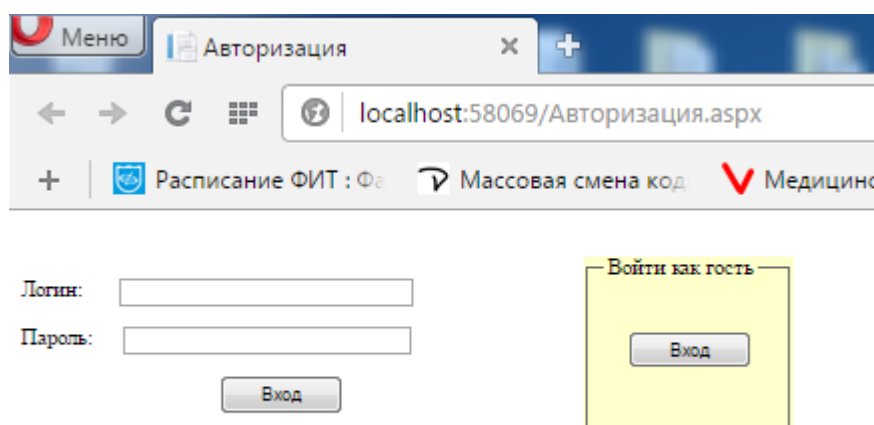 Меню
Авторизация
localhost:58069/Авторизация.aspx
Расписание ФИТ : Фа Массовая смена код Медицинс
Войти как гость
Логин:
Пароль:
Вход
Вход